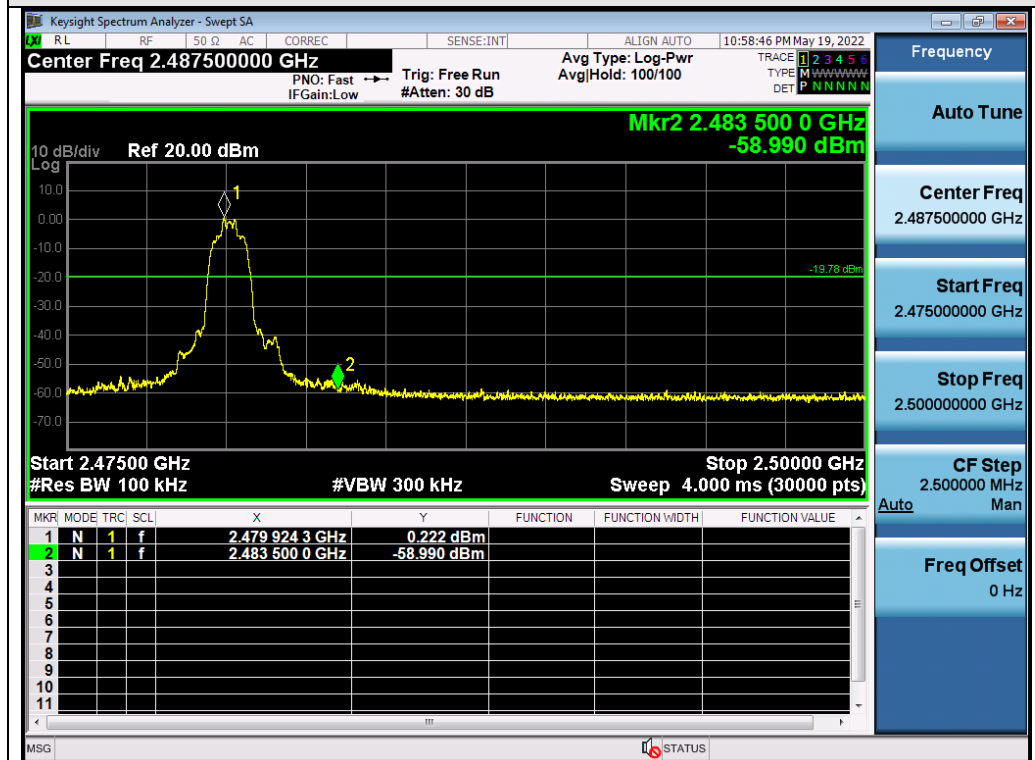 Keysight Spectrum Analyzer - Swept SA
LXI RL RF 50 Ω AC CORREC SENSE:INT ALIGN AUTO 10:58:46 PM May 19, 2022
Center Freq 2.487500000 GHz
PNO: Fast
IFGain:Low
Trig: Free Run
#Atten: 30 dB
Avg Type: Log-Pwr
Avg|Hold: 100/100
TRACE 1 2 3 4 5 6
TYPE M WWWWW
DET P N N N N N
Mkr2 2.483 500 0 GHz
-58.990 dBm
10 dB/div Ref 20.00 dBm
Log
10.0
0.00
-10.0
-20.0
-30.0
-40.0
-50.0
-60.0
-70.0
1
-19.78 dBm
2
Start 2.47500 GHz Stop 2.50000 GHz
#Res BW 100 kHz #VBW 300 kHz Sweep 4.000 ms (30000 pts)
MKR MODE TRC SCL X Y FUNCTION FUNCTION WIDTH FUNCTION VALUE
1 N 1 f 2.479 924 3 GHz 0.222 dBm
2 N 1 f 2.483 500 0 GHz -58.990 dBm
3
4
5
6
7
8
9
10
11
MSG STATUS
Frequency
Auto Tune
Center Freq
2.487500000 GHz
Start Freq
2.475000000 GHz
Stop Freq
2.500000000 GHz
CF Step
2.500000 MHz
Auto Man
Freq Offset
0 Hz